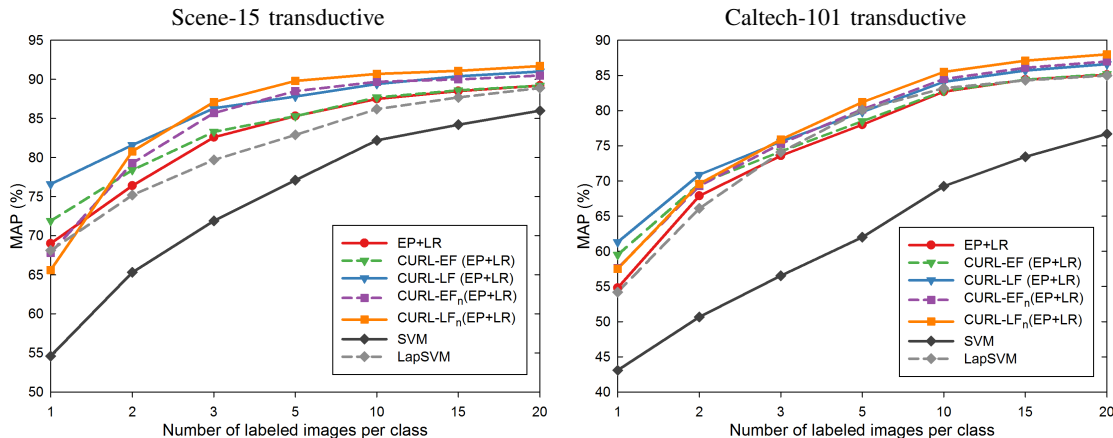 Scene-15 transductive
95
90
85
80
75
70
65
60
55
50
MAP (%)
EP+LR
CURL-EF (EP+LR)
CURL-LF (EP+LR)
CURL-EFn(EP+LR)
CURL-LFn(EP+LR)
SVM
LapSVM
1 2 3 5 10 15 20
Number of labeled images per class
Caltech-101 transductive
90
85
80
75
70
65
60
55
50
45
40
MAP (%)
EP+LR
CURL-EF (EP+LR)
CURL-LF (EP+LR)
CURL-EFn(EP+LR)
CURL-LFn(EP+LR)
SVM
LapSVM
1 2 3 5 10 15 20
Number of labeled images per class